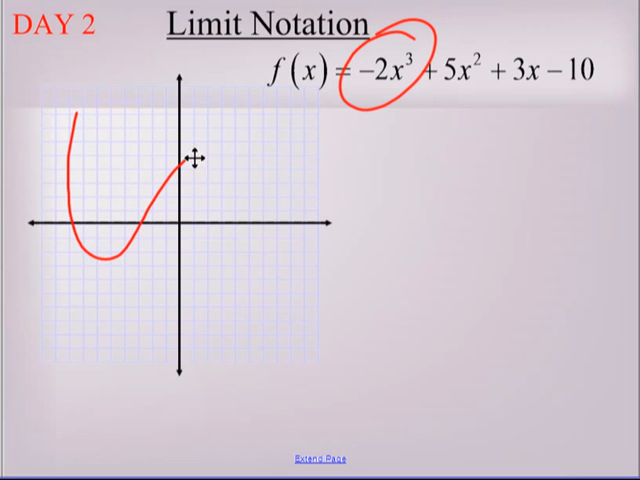 DAY 2
Limit Notation
f(x) = −2x³ + 5x² + 3x − 10
Extend Page